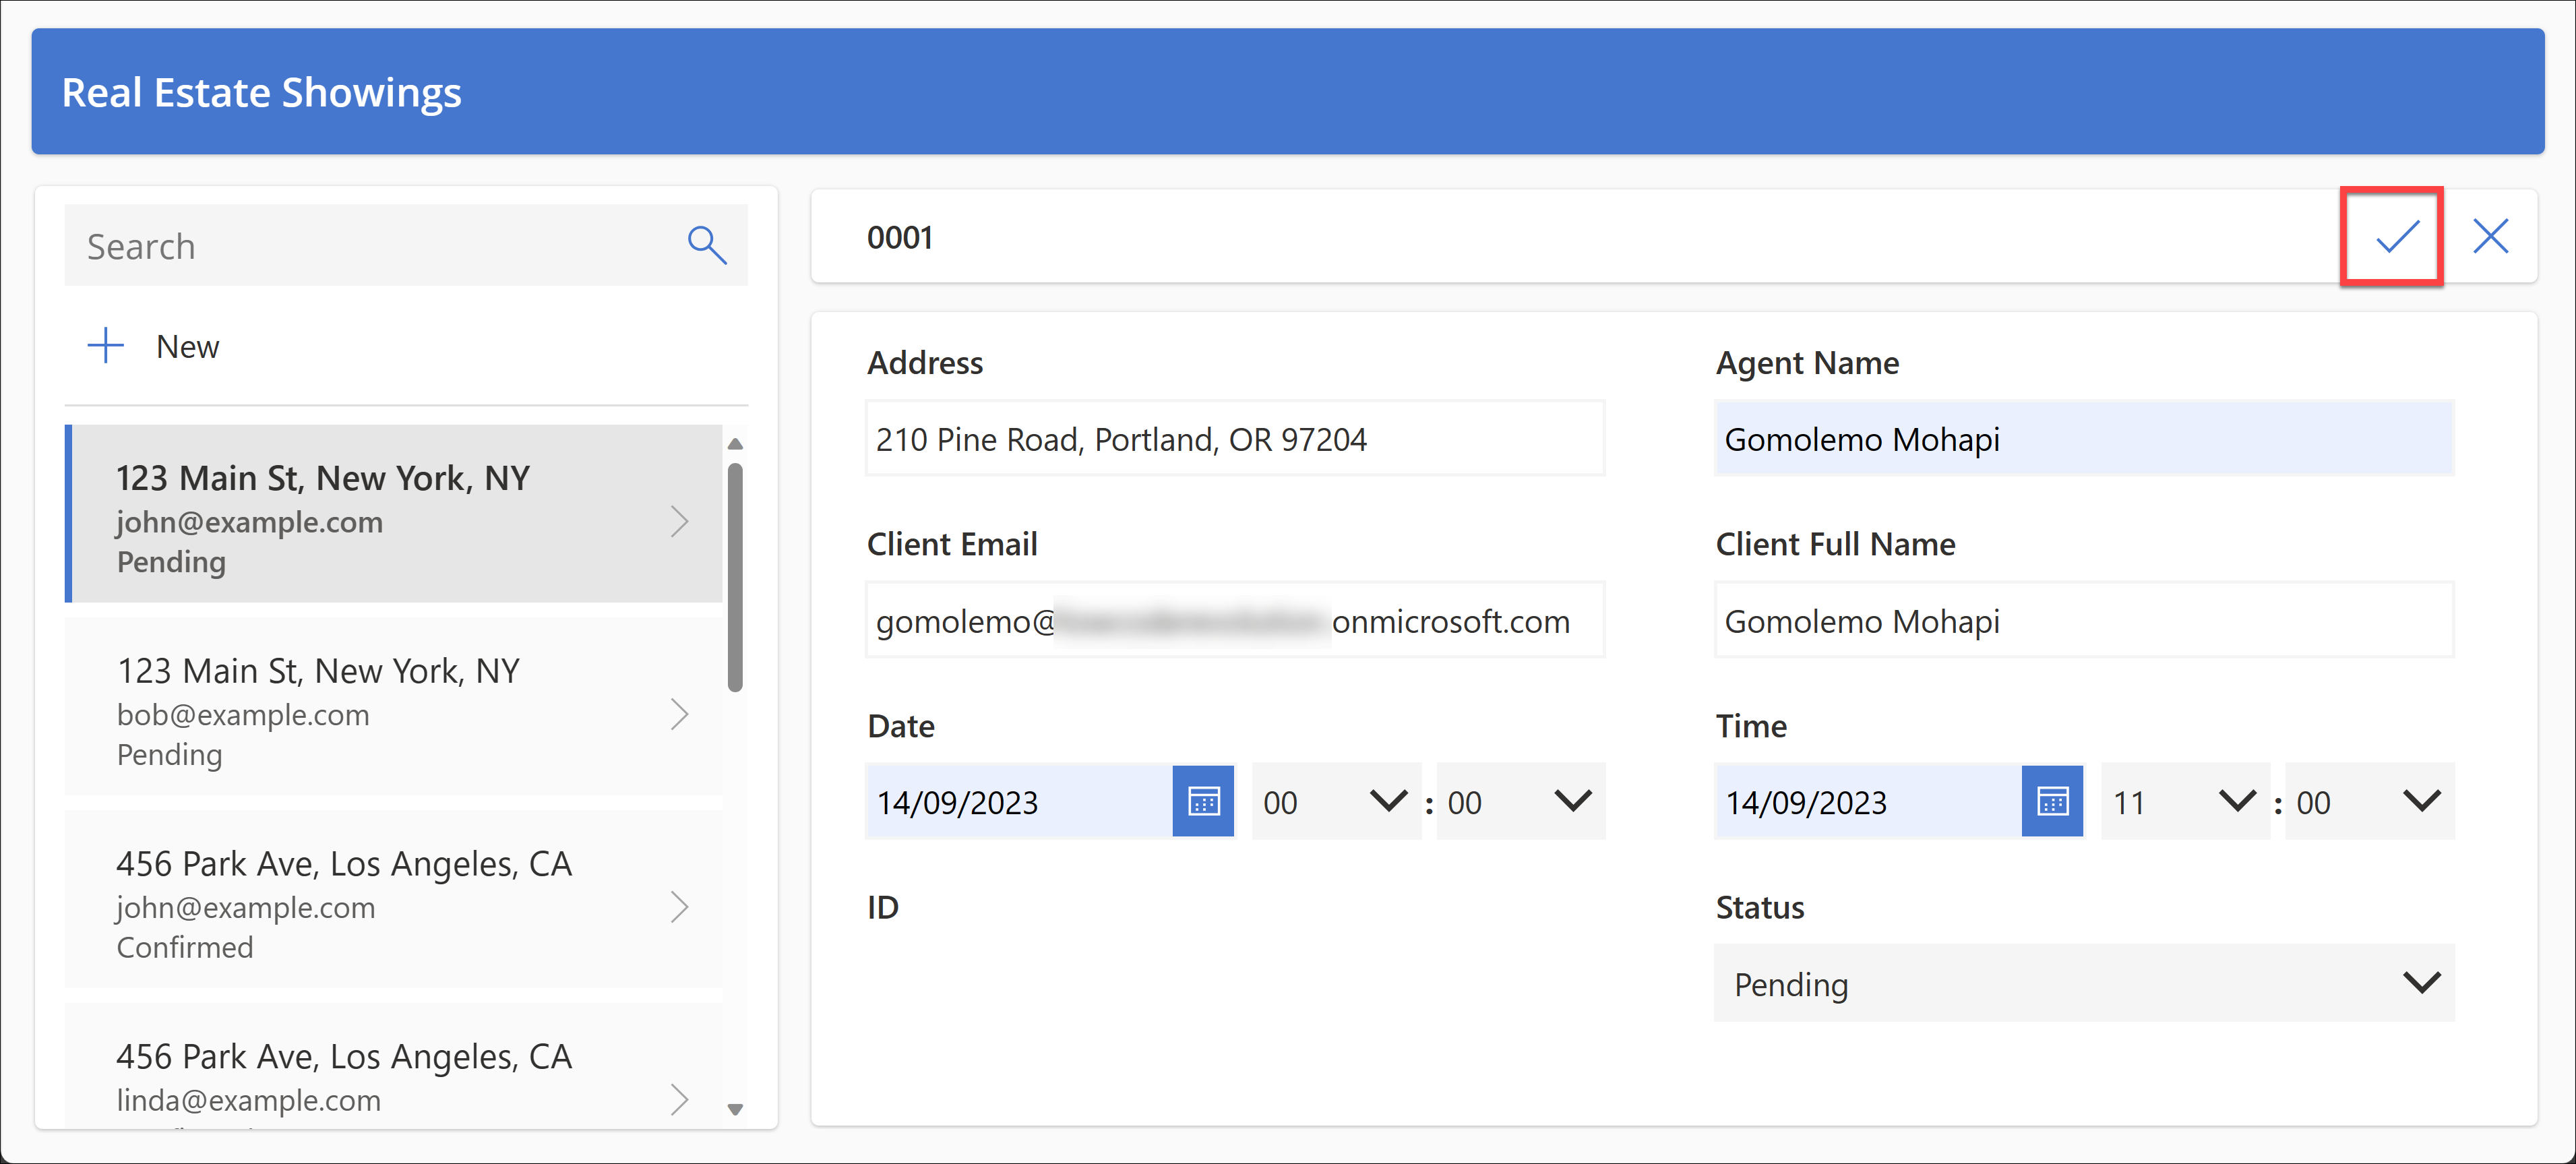 Real Estate Showings
Search
New
123 Main St, New York, NY
john@example.com
Pending
123 Main St, New York, NY
bob@example.com
Pending
456 Park Ave, Los Angeles, CA
john@example.com
Confirmed
456 Park Ave, Los Angeles, CA
linda@example.com
0001
Address
Agent Name
210 Pine Road, Portland, OR 97204
Gomolemo Mohapi
Client Email
Client Full Name
gomolemo@ onmicrosoft.com
Gomolemo Mohapi
Date
Time
14/09/2023 00 : 00
14/09/2023 11 : 00
ID
Status
Pending